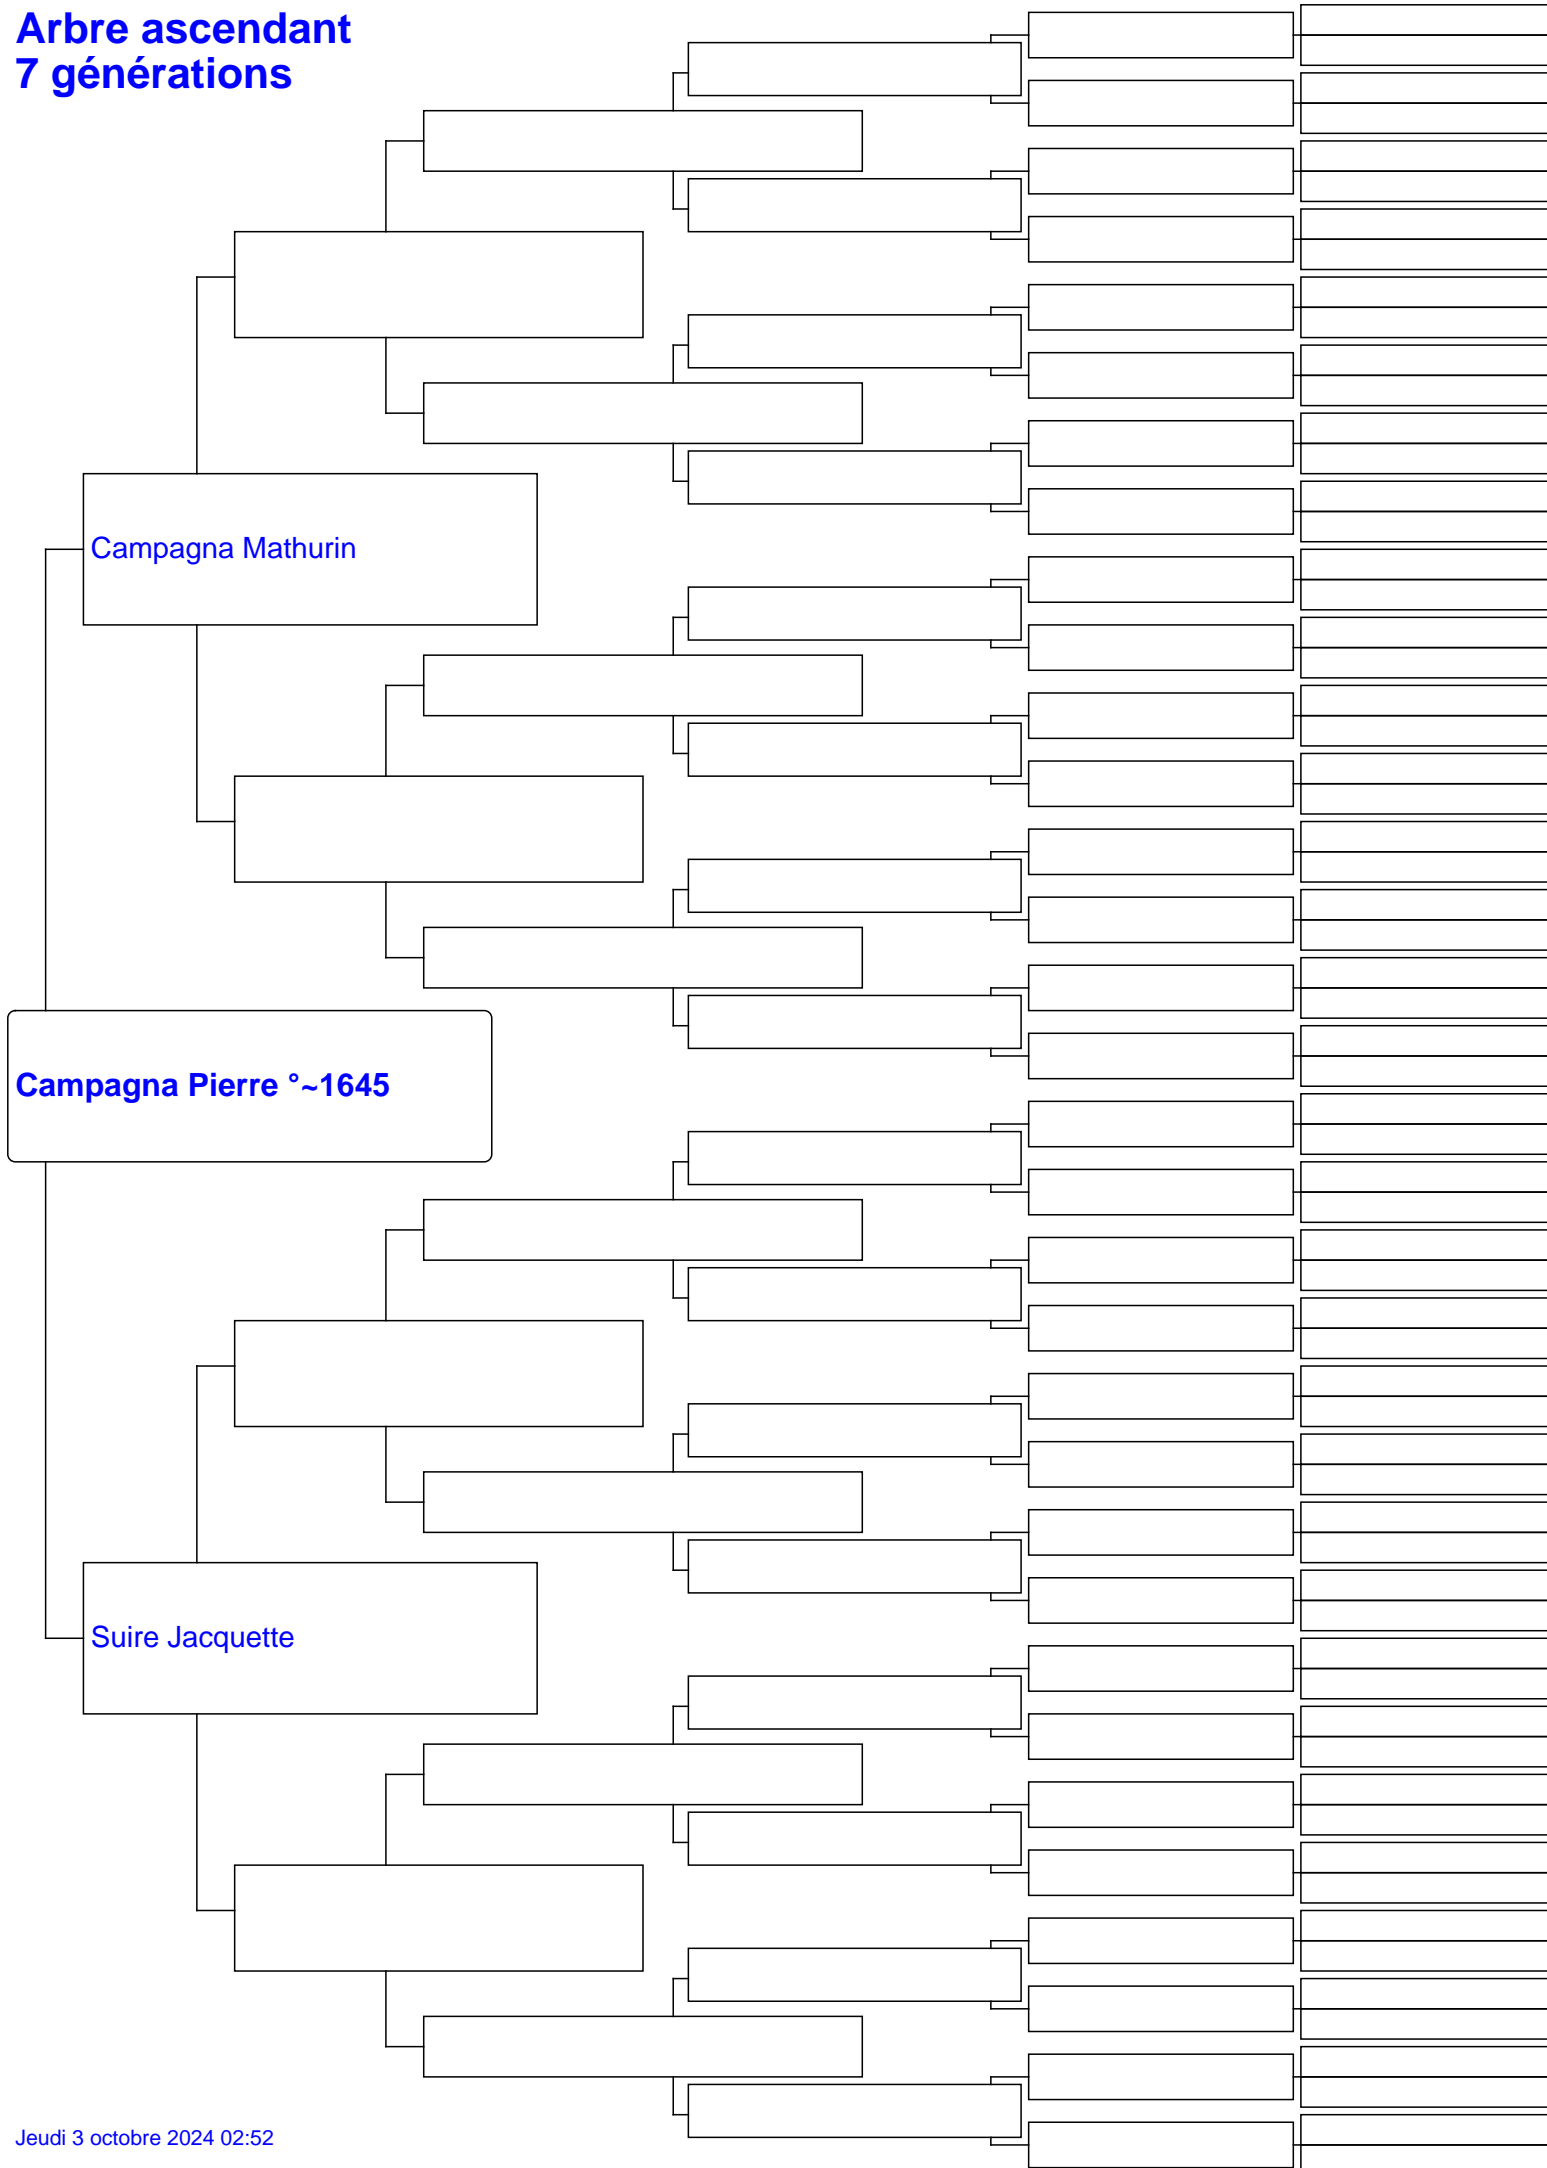 Arbre ascendant
7 générations
Campagna Mathurin
Campagna Pierre °~1645
Suire Jacquette
Jeudi 3 octobre 2024 02:52